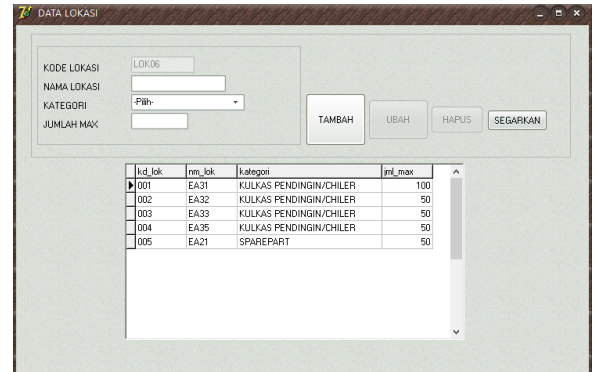 DATA LOKASI
KODE LOKASI LOK06
NAMA LOKASI
KATEGORI -Pilih-
JUMLAH MAX
TAMBAH UBAH HAPUS SEGARKAN
kd_lok nm_lok kategori jml_max
001 EA31 KULKAS PENDINGIN/CHILER 100
002 EA32 KULKAS PENDINGIN/CHILER 50
003 EA33 KULKAS PENDINGIN/CHILER 50
004 EA35 KULKAS PENDINGIN/CHILER 50
005 EA21 SPAREPART 50